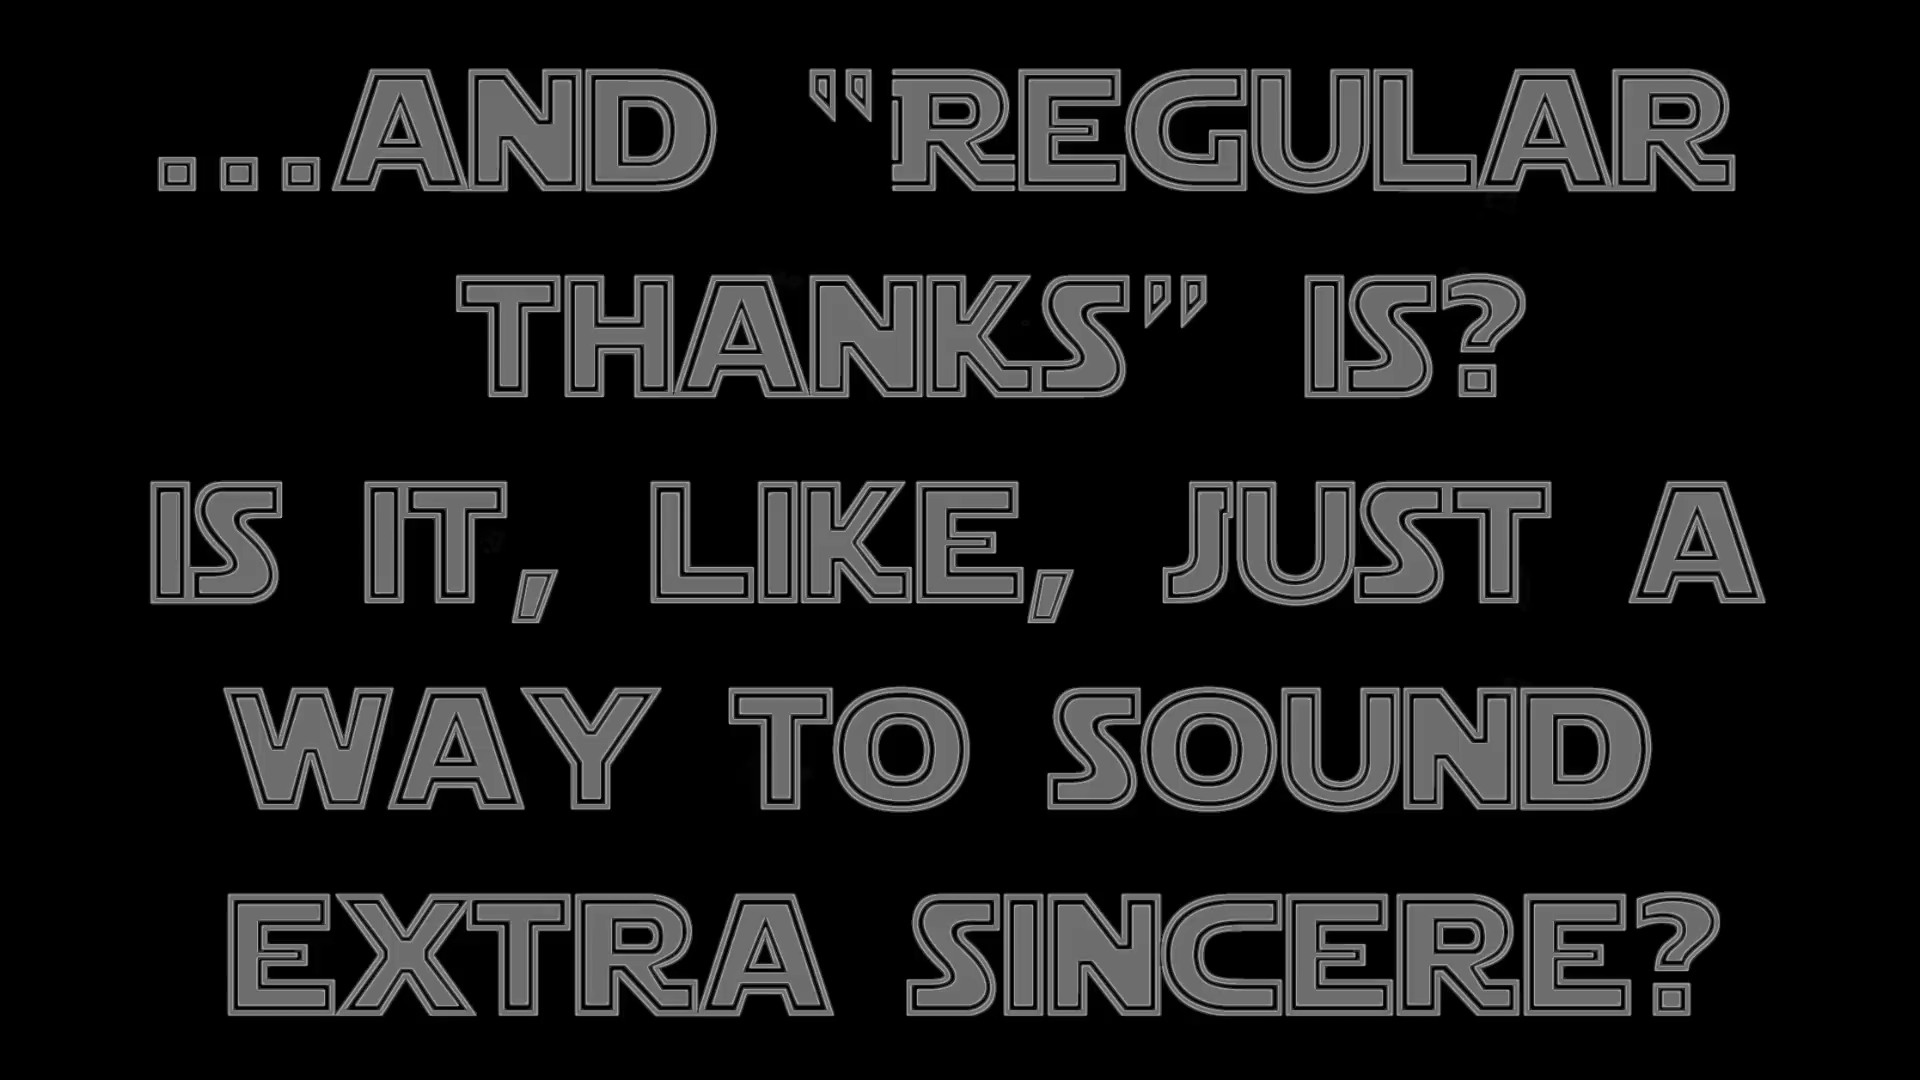 ...AND “REGULAR
THANKS” IS?
IS IT, LIKE, JUST A
WAY TO SOUND
EXTRA SINCERE?